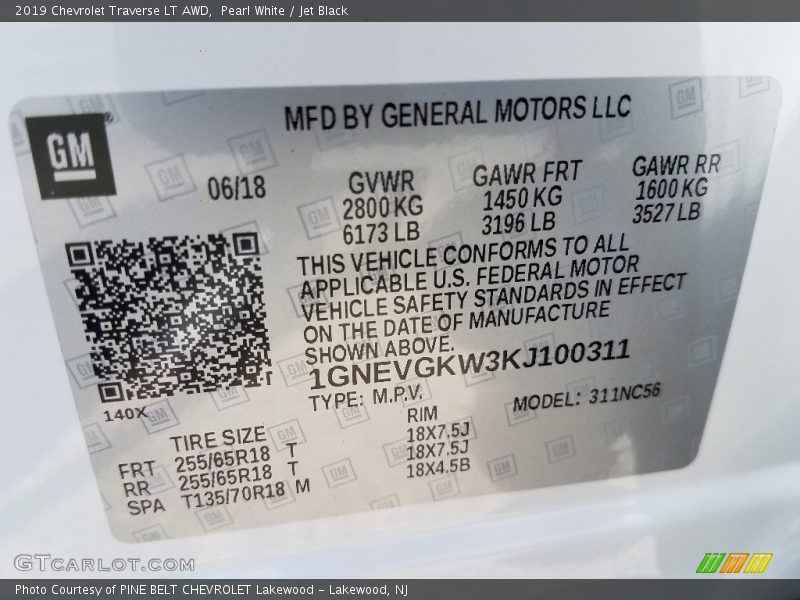 2019 Chevrolet Traverse LT AWD,  Pearl White / Jet Black
MFD BY GENERAL MOTORS LLC
GM®
06/18
GVWR
2800 KG
6173 LB
GAWR FRT
1450 KG
3196 LB
GAWR RR
1600 KG
3527 LB
THIS VEHICLE CONFORMS TO ALL
APPLICABLE U.S. FEDERAL MOTOR
VEHICLE SAFETY STANDARDS IN EFFECT
ON THE DATE OF MANUFACTURE
SHOWN ABOVE.
1GNEVGKW3KJ100311
TYPE: M.P.V.
MODEL: 311NC56
140X
TIRE SIZE
RIM
FRT 255/65R18 T 18X7.5J
RR 255/65R18 T 18X7.5J
SPA T135/70R18 M 18X4.5B
GTcarlot.com
Photo Courtesy of PINE BELT CHEVROLET Lakewood - Lakewood, NJ